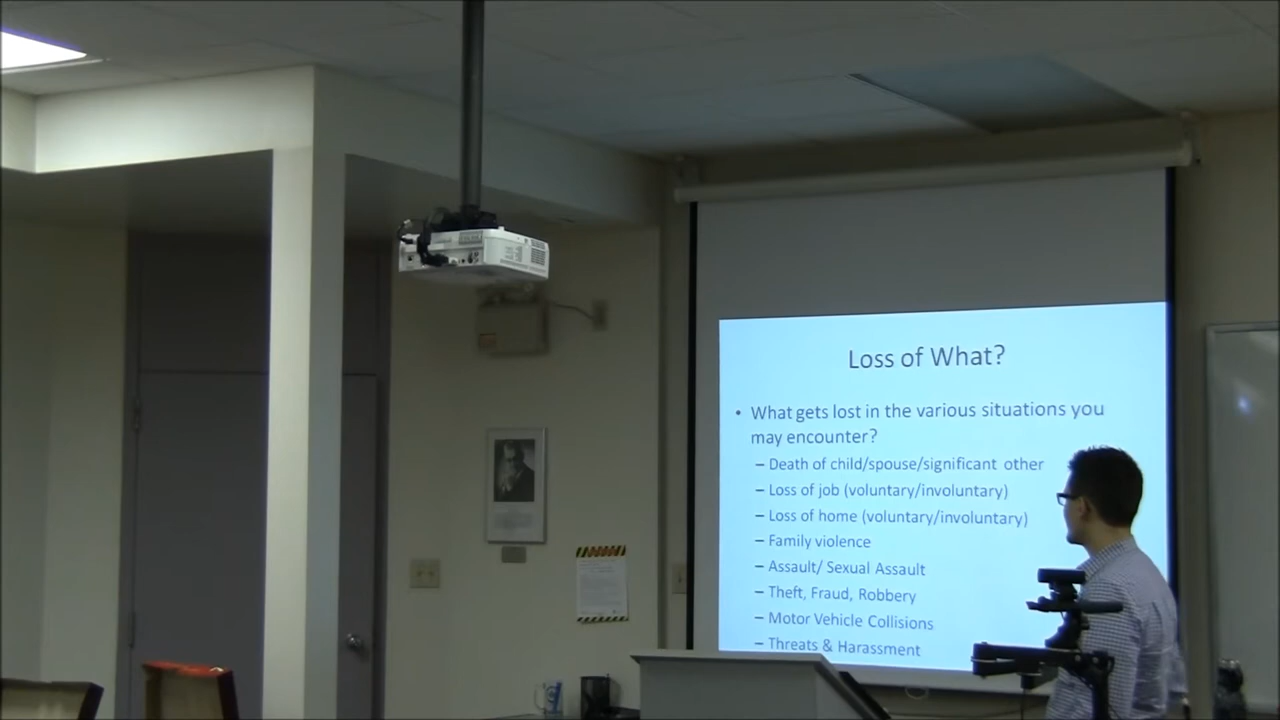 Loss of What?
• What gets lost in the various situations you
may encounter?
– Death of child/spouse/significant other
– Loss of job (voluntary/involuntary)
– Loss of home (voluntary/involuntary)
– Family violence
– Assault/ Sexual Assault
– Theft, Fraud, Robbery
– Motor Vehicle Collisions
– Threats & Harassment